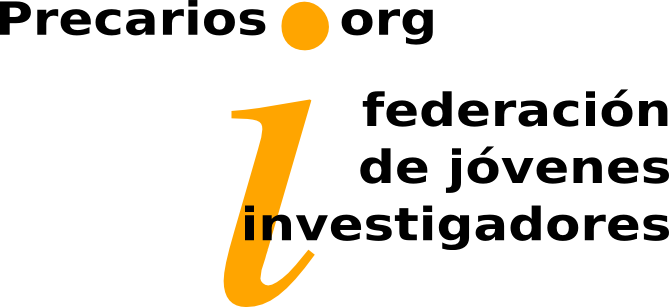 Precarios.org
federación
de jóvenes
investigadores